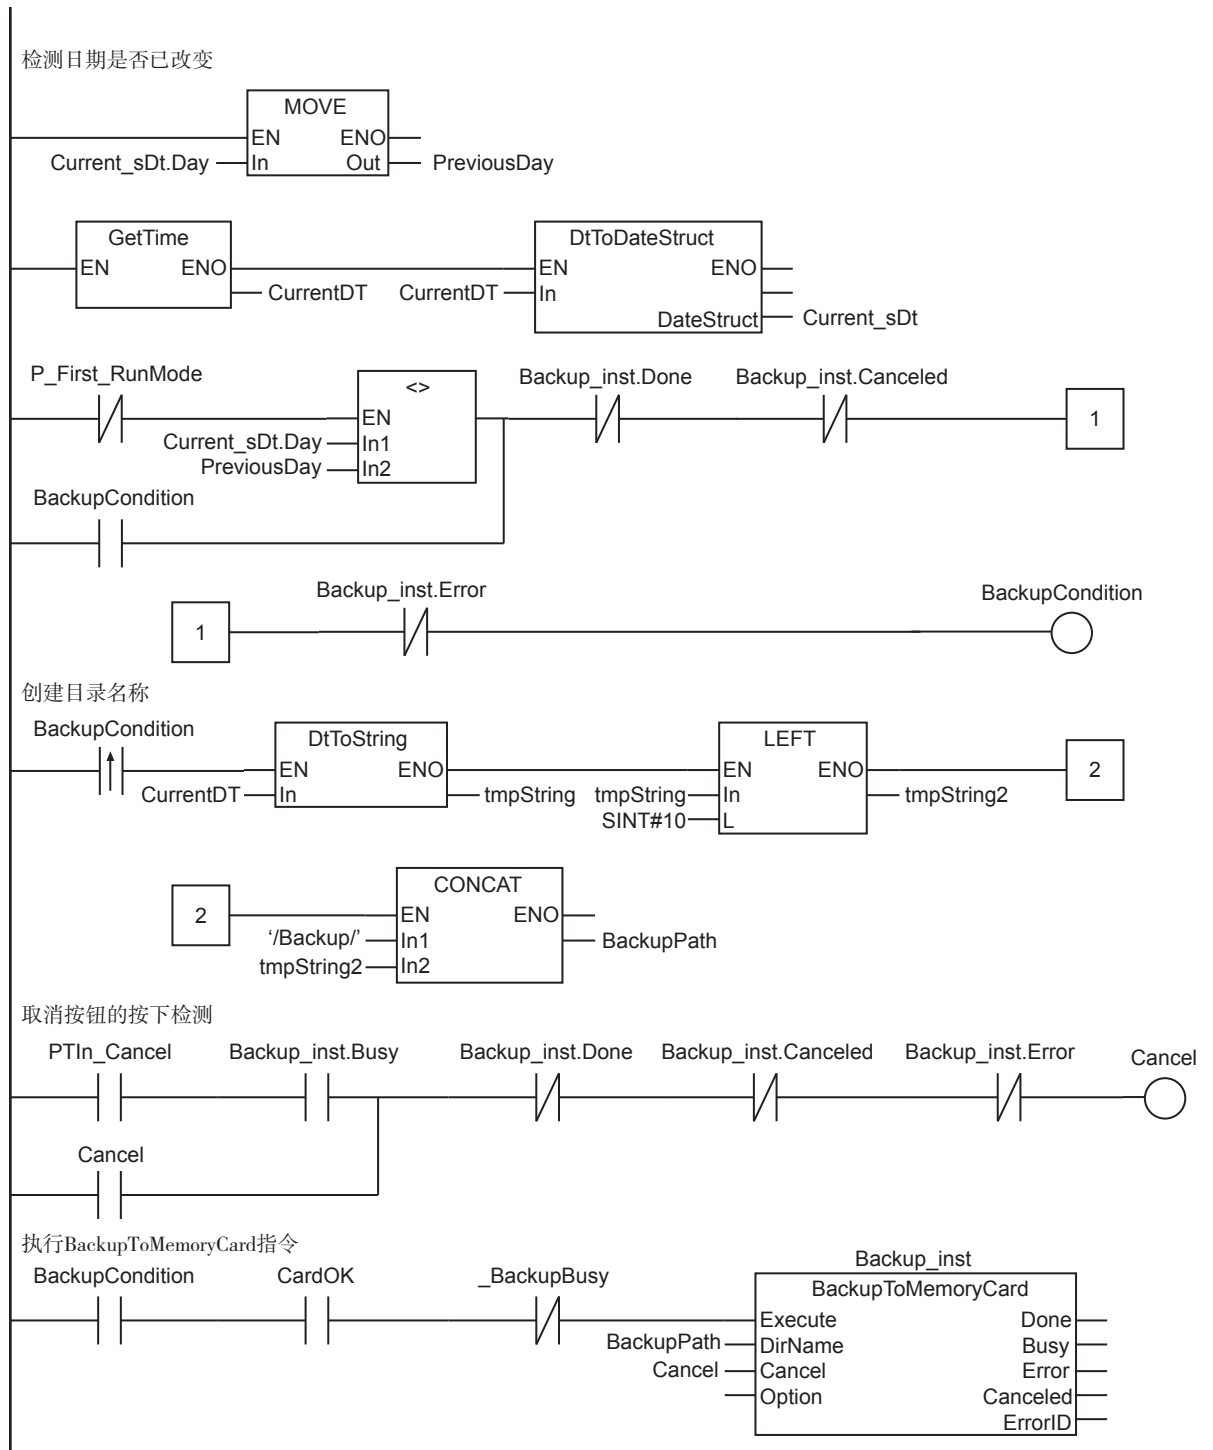 检测日期是否已改变
MOVE
EN ENO
Current_sDt.Day In Out PreviousDay
GetTime DtToDateStruct
EN ENO EN ENO
CurrentDT CurrentDT In
DateStruct Current_sDt
P_First_RunMode <> Backup_inst.Done Backup_inst.Canceled
EN 1
Current_sDt.Day In1
PreviousDay In2
BackupCondition
Backup_inst.Error BackupCondition
1
创建目录名称
BackupCondition DtToString LEFT
EN ENO EN ENO 2
CurrentDT In tmpString tmpString In tmpString2
SINT#10 L
CONCAT
2 EN ENO
‘/Backup/’ In1 BackupPath
tmpString2 In2
取消按钮的按下检测
PTIn_Cancel Backup_inst.Busy Backup_inst.Done Backup_inst.Canceled Backup_inst.Error Cancel
Cancel
执行BackupToMemoryCard指令
Backup_inst
BackupCondition CardOK _BackupBusy BackupToMemoryCard
Execute Done
BackupPath DirName Busy
Cancel Cancel Error
Option Canceled
ErrorID